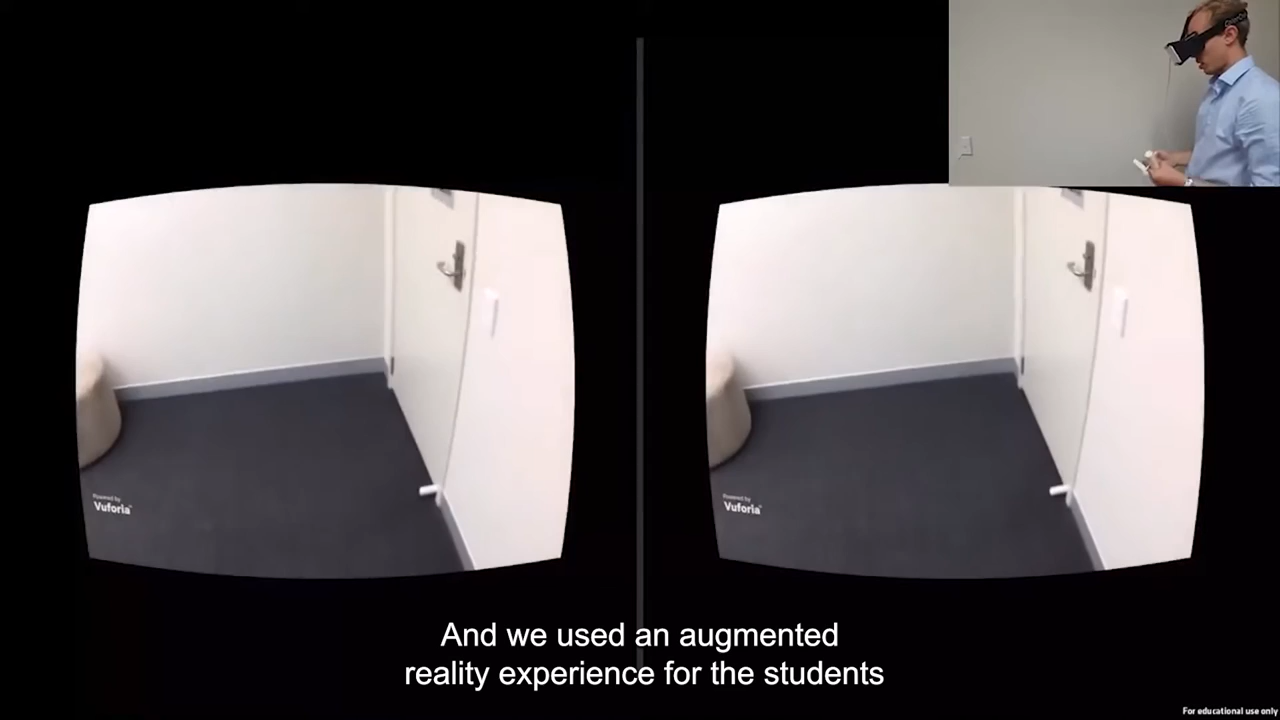 Powered by
Vuforia
Powered by
Vuforia
And we used an augmented
reality experience for the students
For educational use only